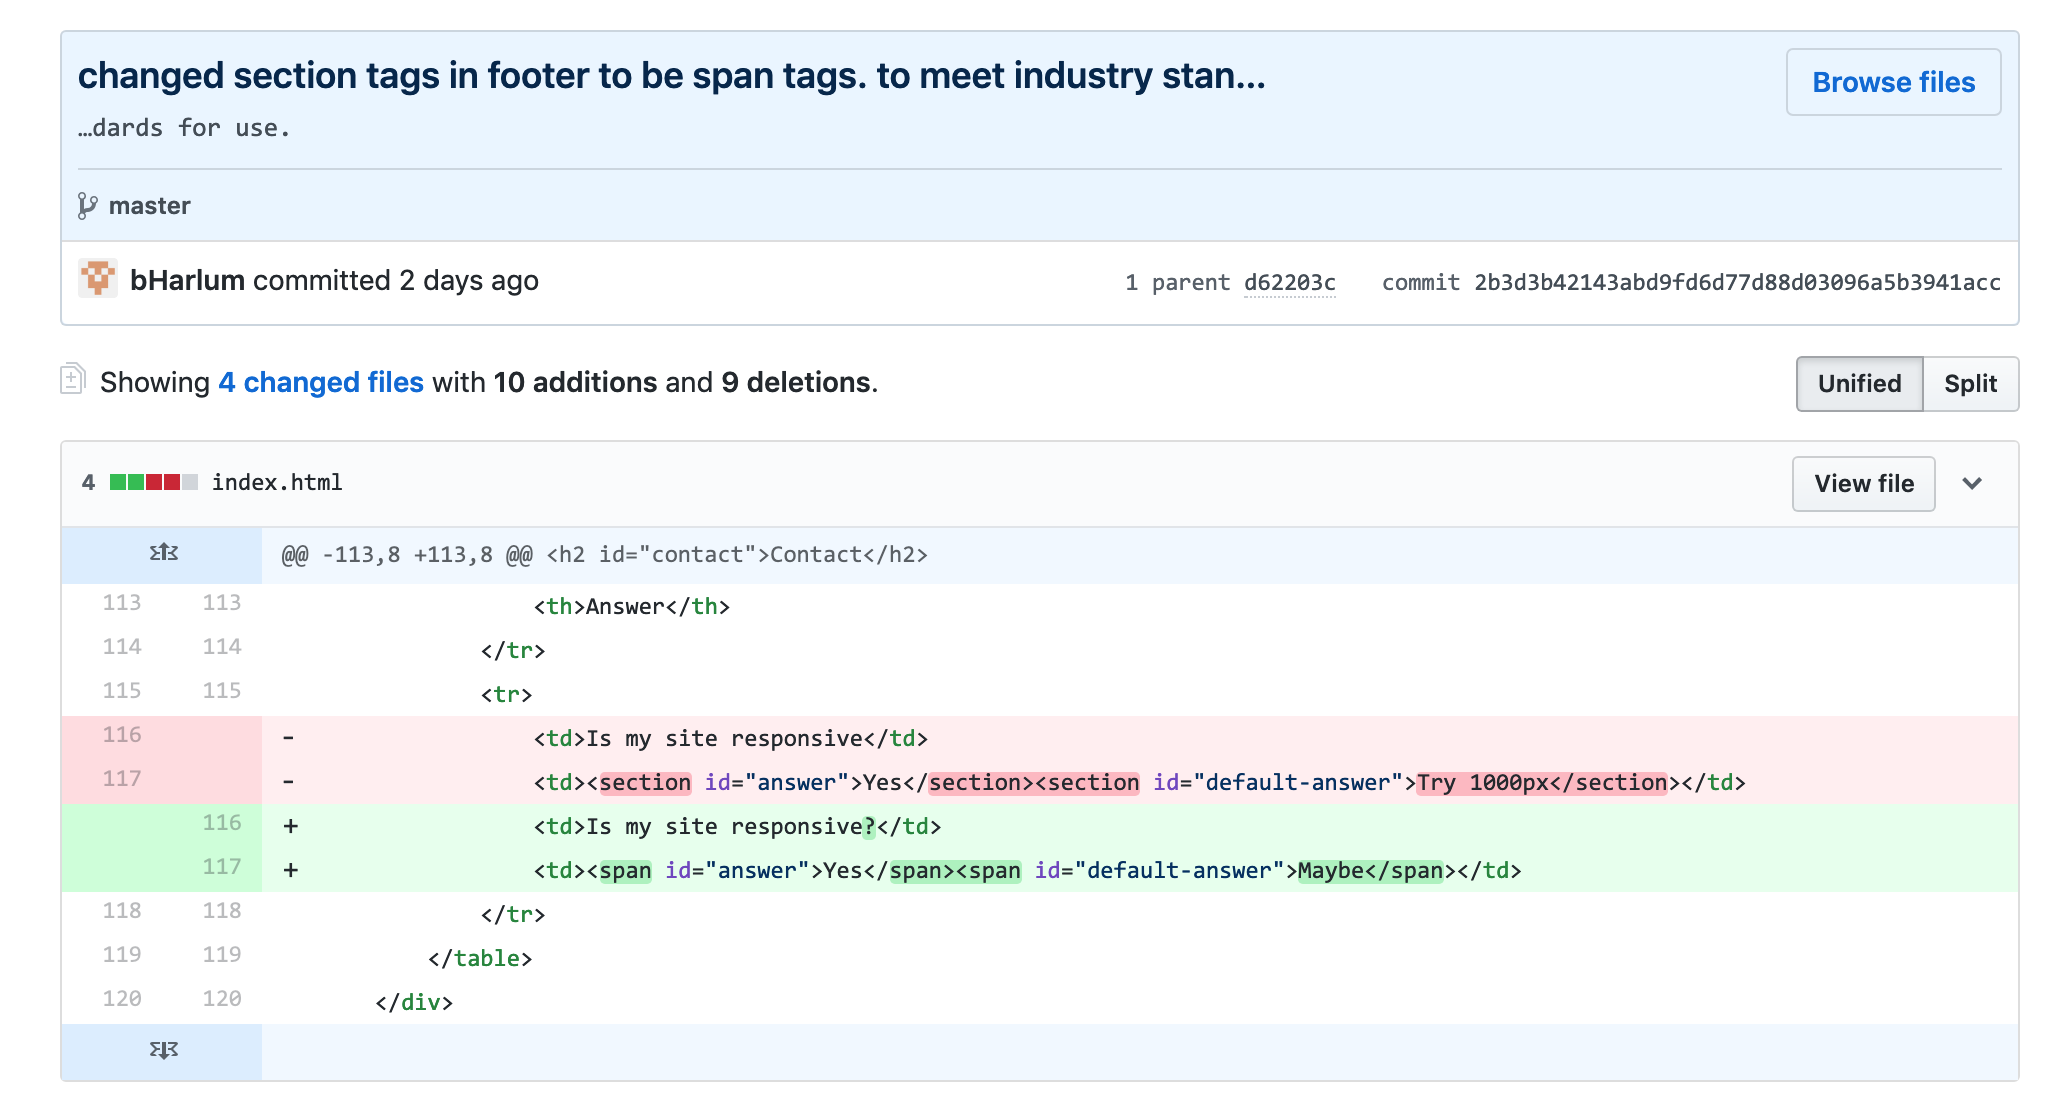 changed section tags in footer to be span tags. to meet industry stan...
Browse files
…dards for use.
master
bHarlum committed 2 days ago
1 parent d62203c commit 2b3d3b42143abd9fd6d77d88d03096a5b3941acc
Showing 4 changed files with 10 additions and 9 deletions.
Unified Split
4 index.html
View file
@@ -113,8 +113,8 @@ <h2 id="contact">Contact</h2>
113 113 <th>Answer</th>
114 114 </tr>
115 115 <tr>
116 - <td>Is my site responsive</td>
117 - <td><section id="answer">Yes</section><section id="default-answer">Try 1000px</section></td>
116 + <td>Is my site responsive?</td>
117 + <td><span id="answer">Yes</span><span id="default-answer">Maybe</span></td>
118 118 </tr>
119 119 </table>
120 120 </div>